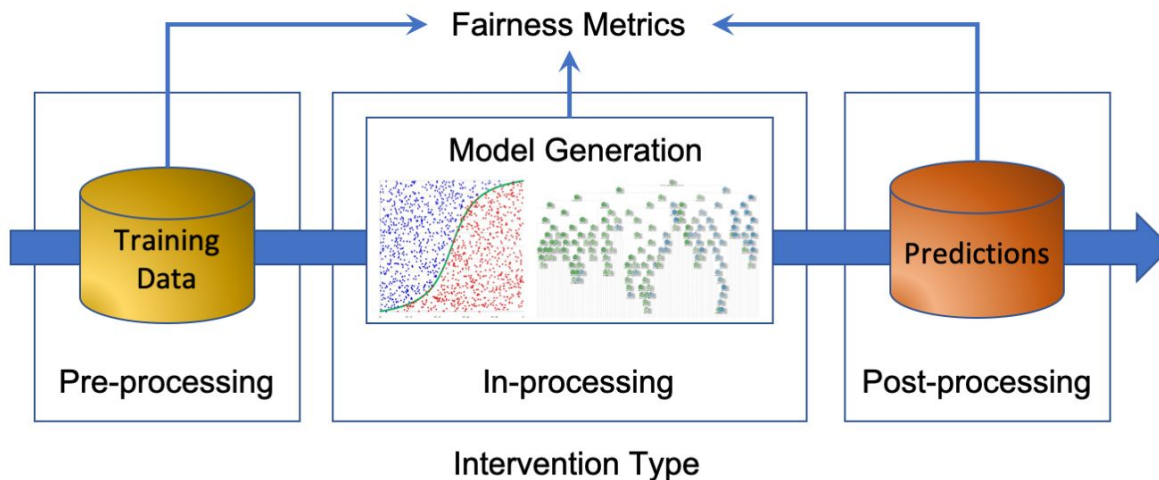 Fairness Metrics
Model Generation
Training
Data
Predictions
Pre-processing
In-processing
Post-processing
Intervention Type